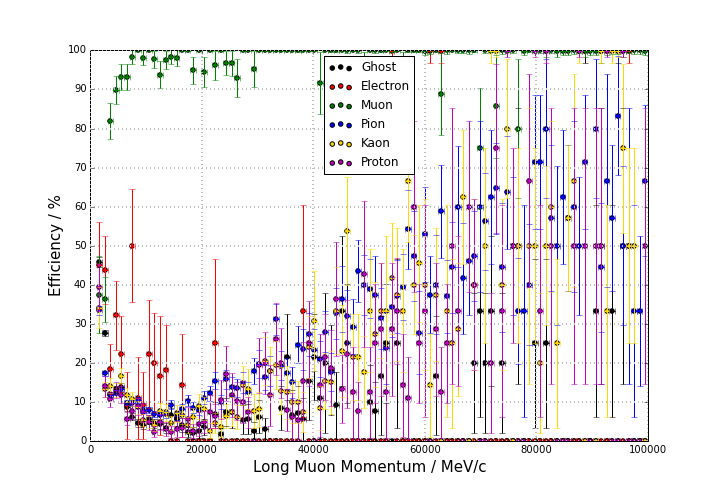 100
90
80
70
60
50
40
30
20
10
0
Efficiency / %
Ghost
Electron
Muon
Pion
Kaon
Proton
0 20000 40000 60000 80000 100000
Long Muon Momentum / MeV/c